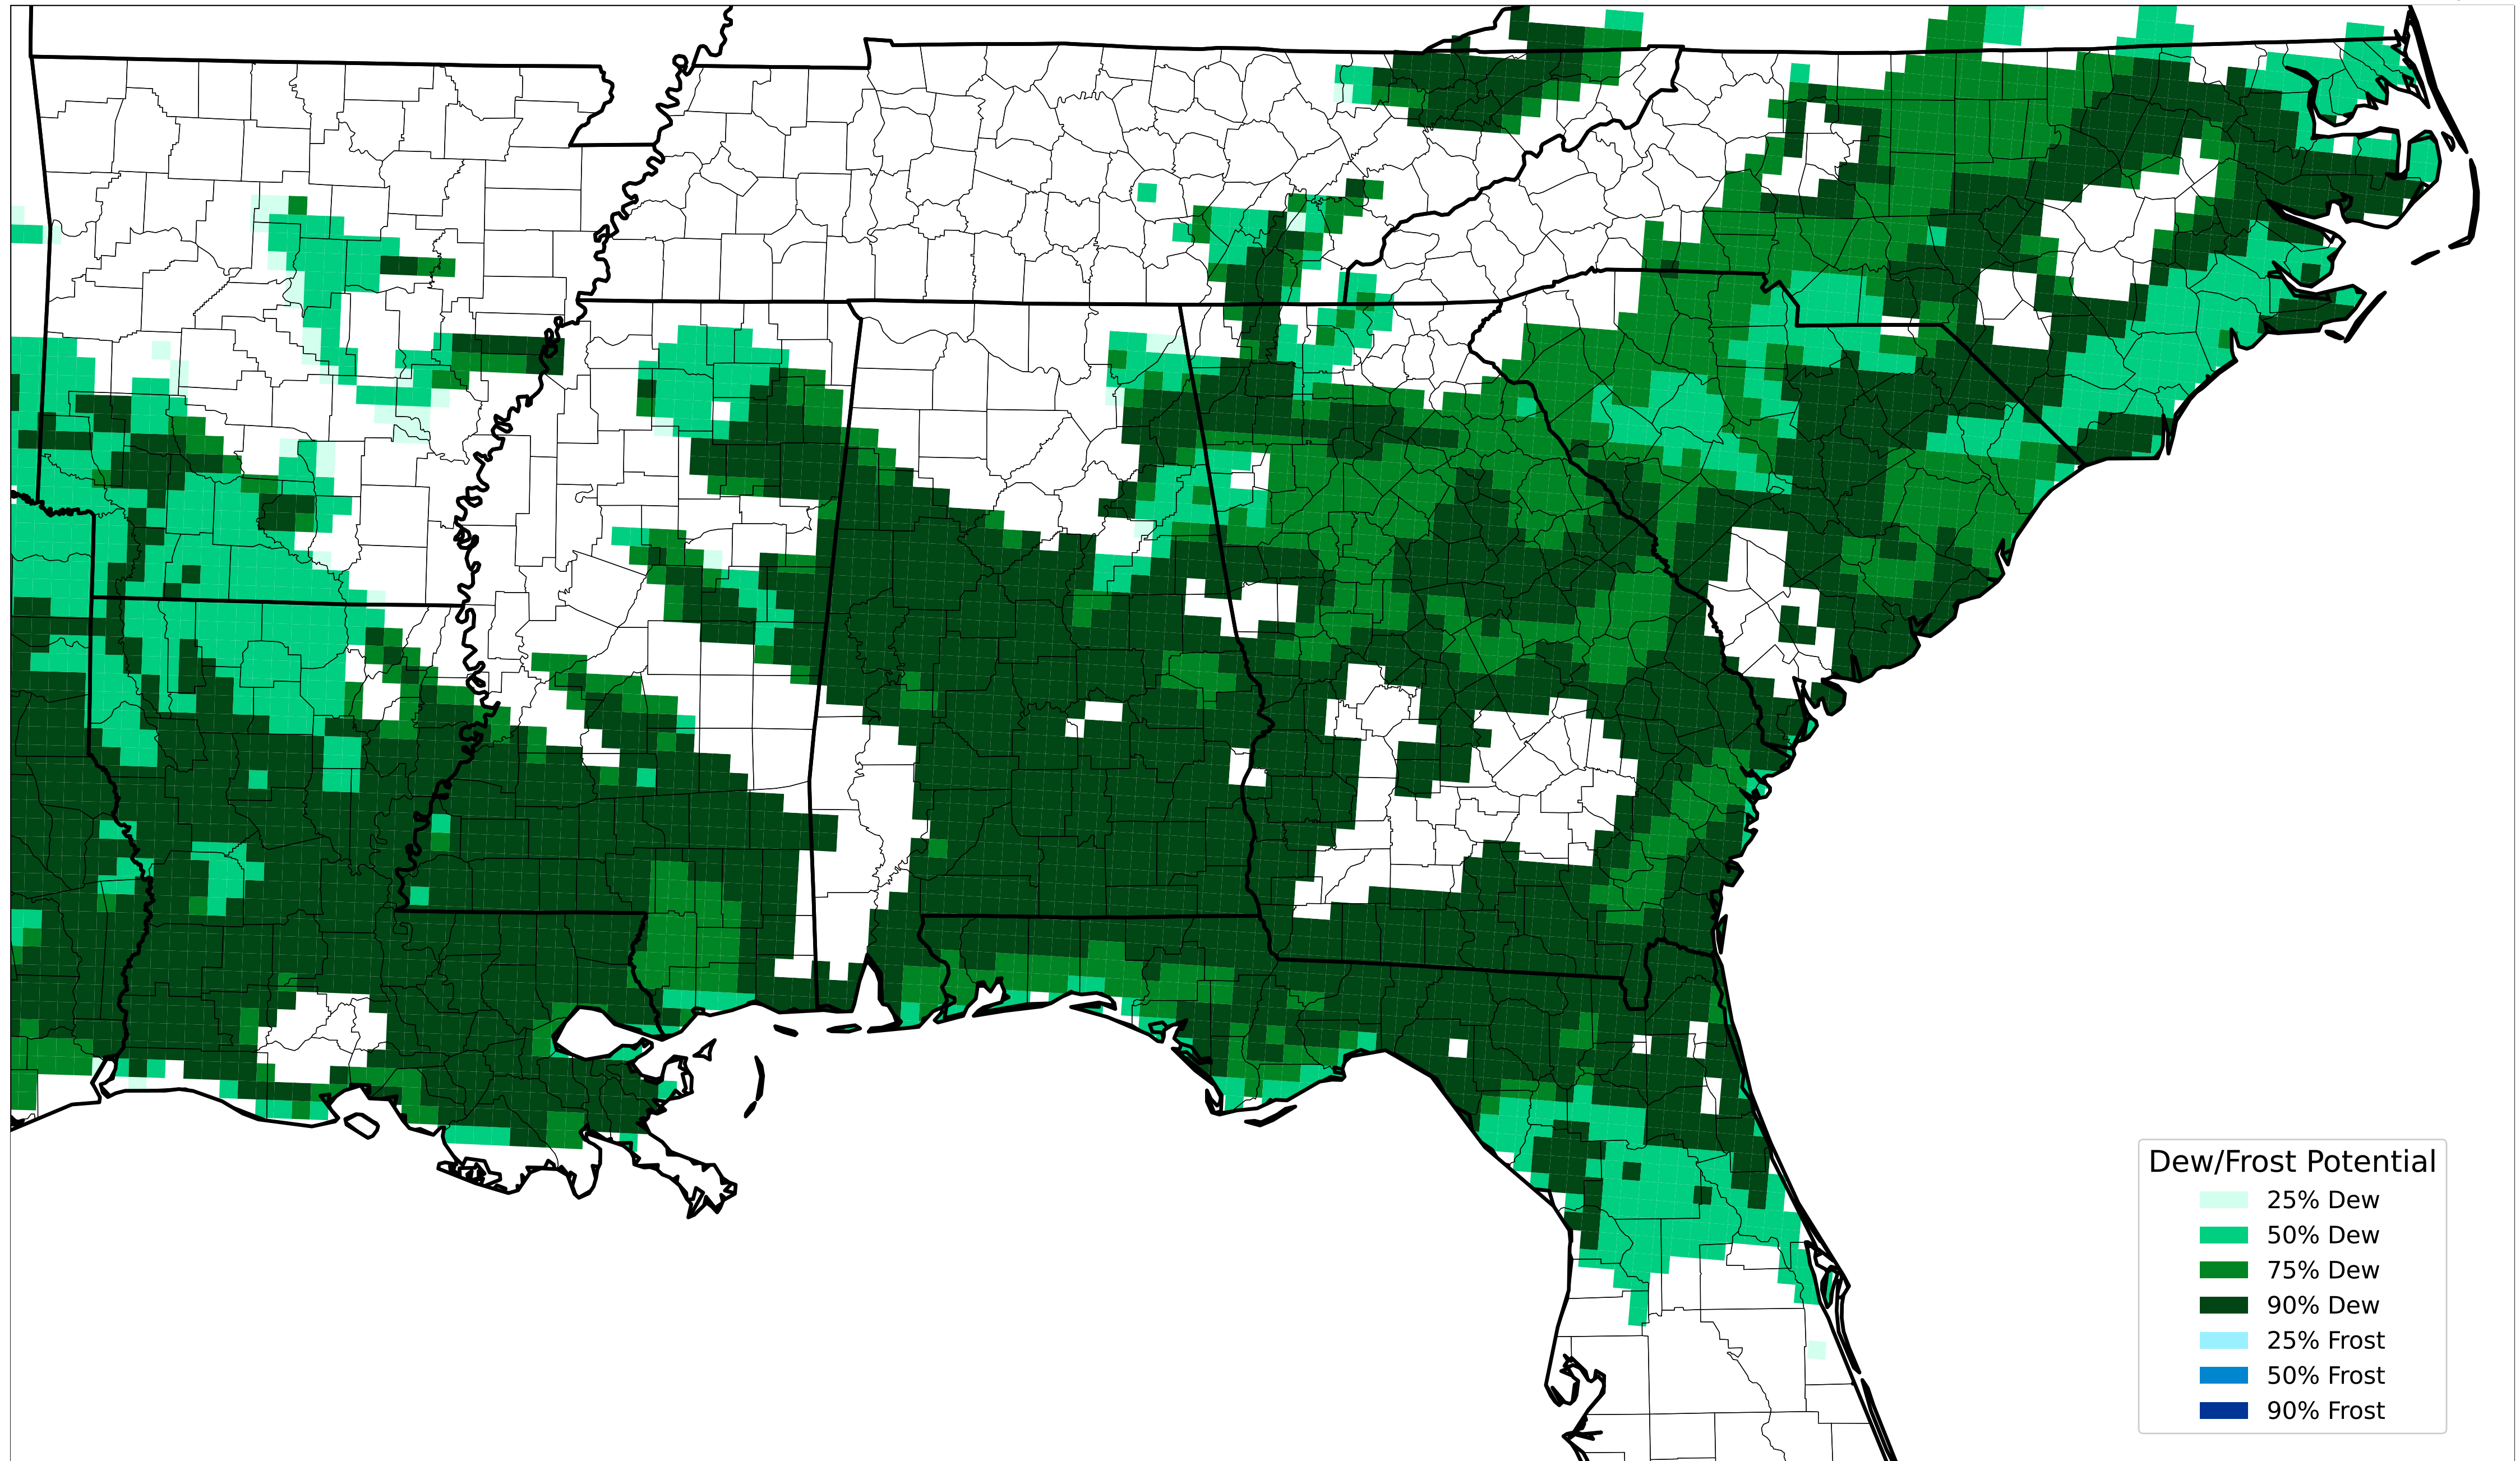 Dew/Frost Potential
25% Dew
50% Dew
75% Dew
90% Dew
25% Frost
50% Frost
90% Frost